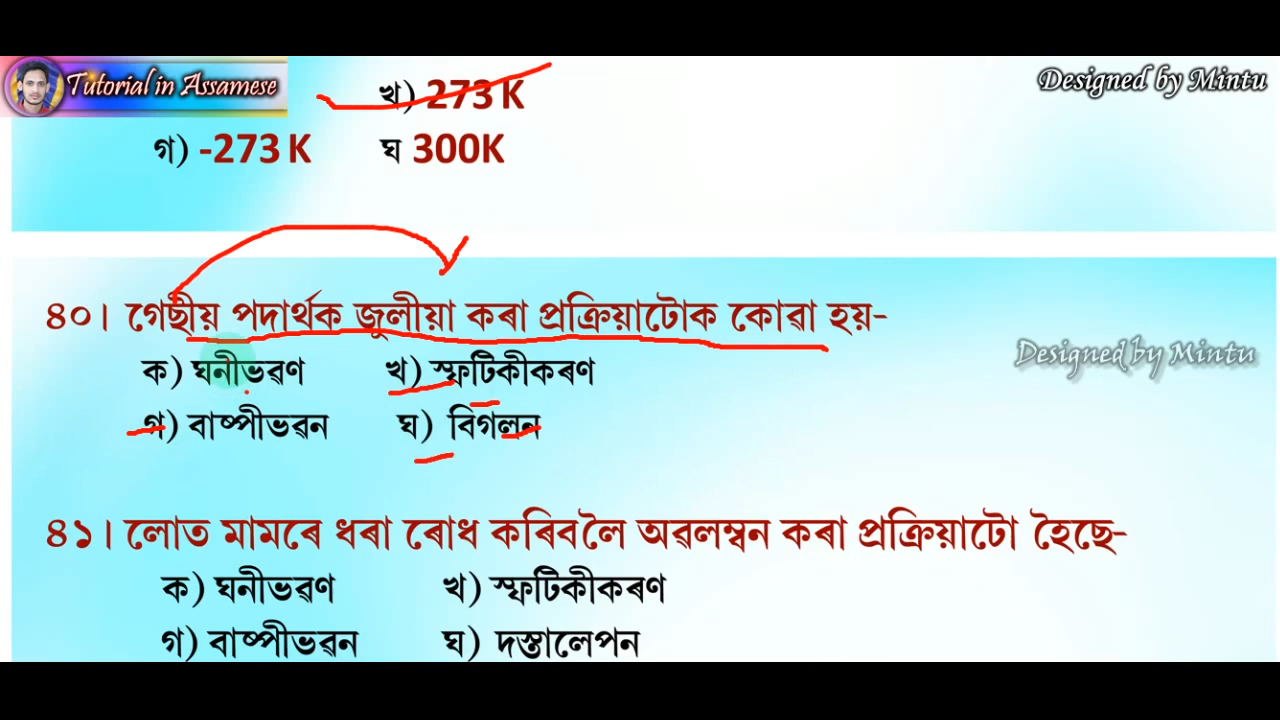 Tutorial in Assamese
Designed by Mintu
খ) 273 K
গ) -273 K ঘ 300K
৪০। গেছীয় পদাৰ্থক জুলীয়া কৰা প্ৰক্ৰিয়াটোক কোৱা হয়-
ক) ঘনীভৱণ খ) স্ফটিকীকৰণ
Designed by Mintu
গ) বাষ্পীভৱন ঘ) বিগলন
৪১। লোত মামৰে ধৰা ৰোধ কৰিবলৈ অৱলম্বন কৰা প্ৰক্ৰিয়াটো হৈছে-
ক) ঘনীভৱণ খ) স্ফটিকীকৰণ
গ) বাষ্পীভৱন ঘ) দস্তালেপন